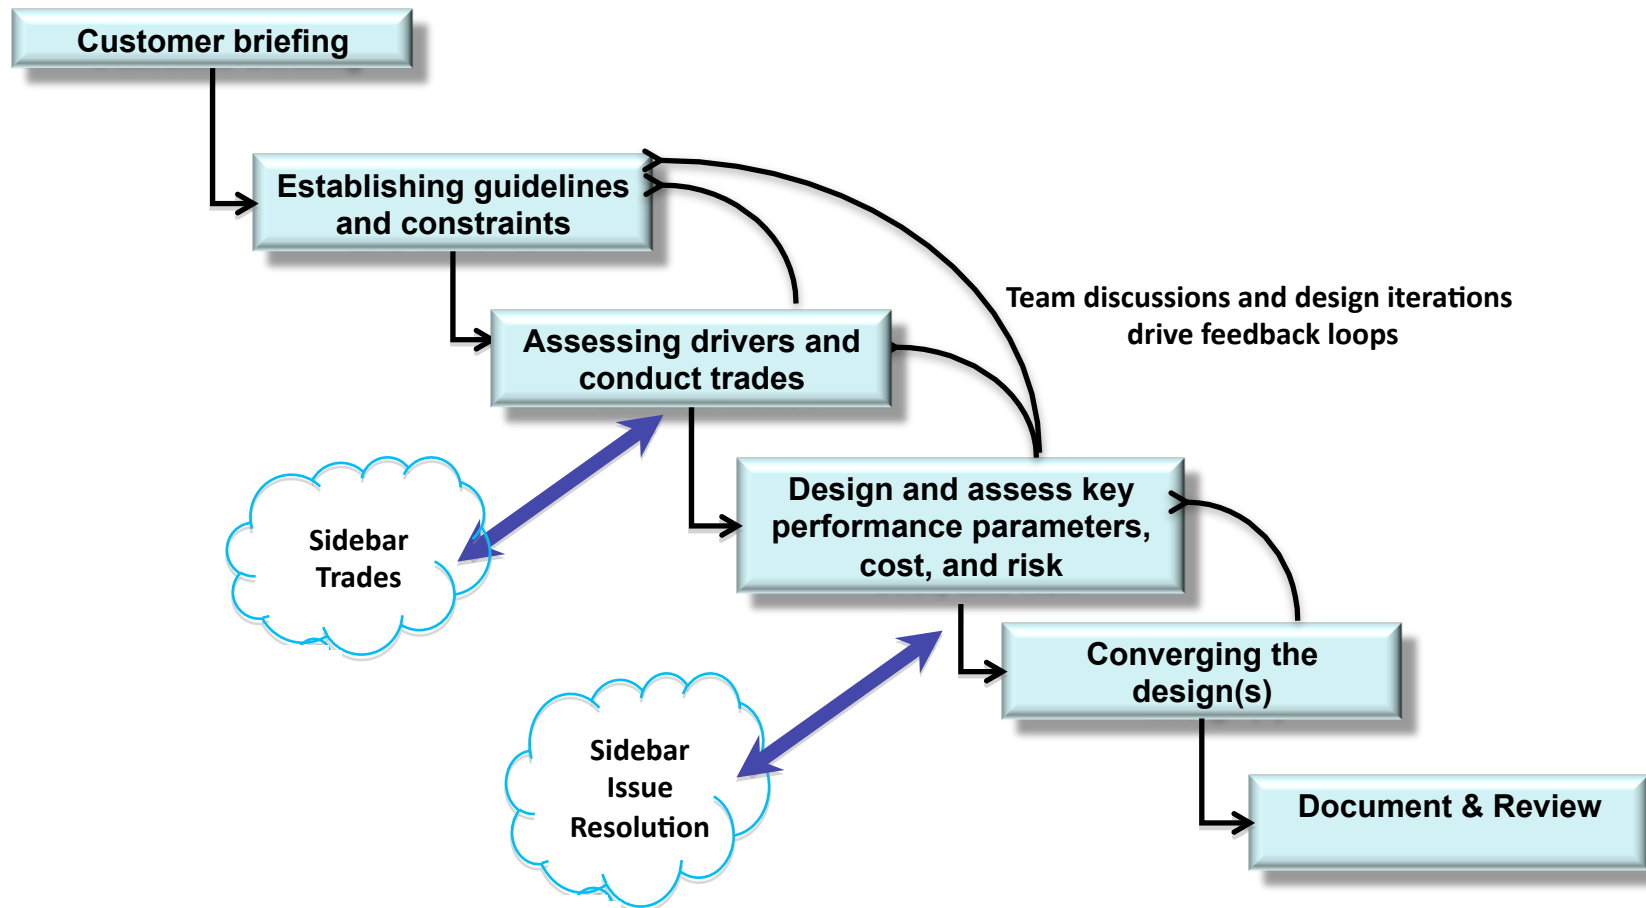 Customer briefing
Establishing guidelines
and constraints
Team discussions and design iterations
drive feedback loops
Assessing drivers and
conduct trades
Sidebar
Trades
Design and assess key
performance parameters,
cost, and risk
Converging the
design(s)
Sidebar
Issue
Resolution
Document & Review